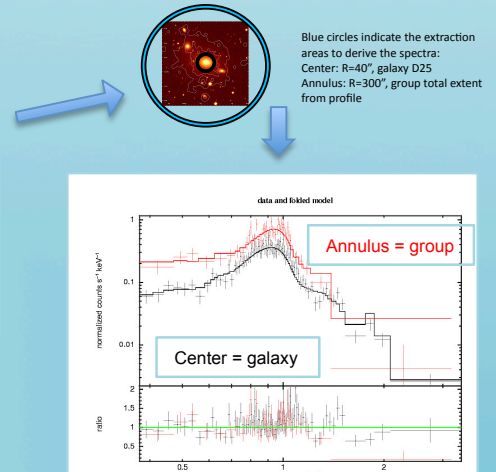 Blue circles indicate the extraction
areas to derive the spectra:
Center: R=40", galaxy D25
Annulus: R=300", group total extent
from profile
data and folded model
1
Annulus = group
normalized counts s⁻¹ keV⁻¹
0.1
0.01
Center = galaxy
2
1.5
ratio
1
0.5
0.5
1
2